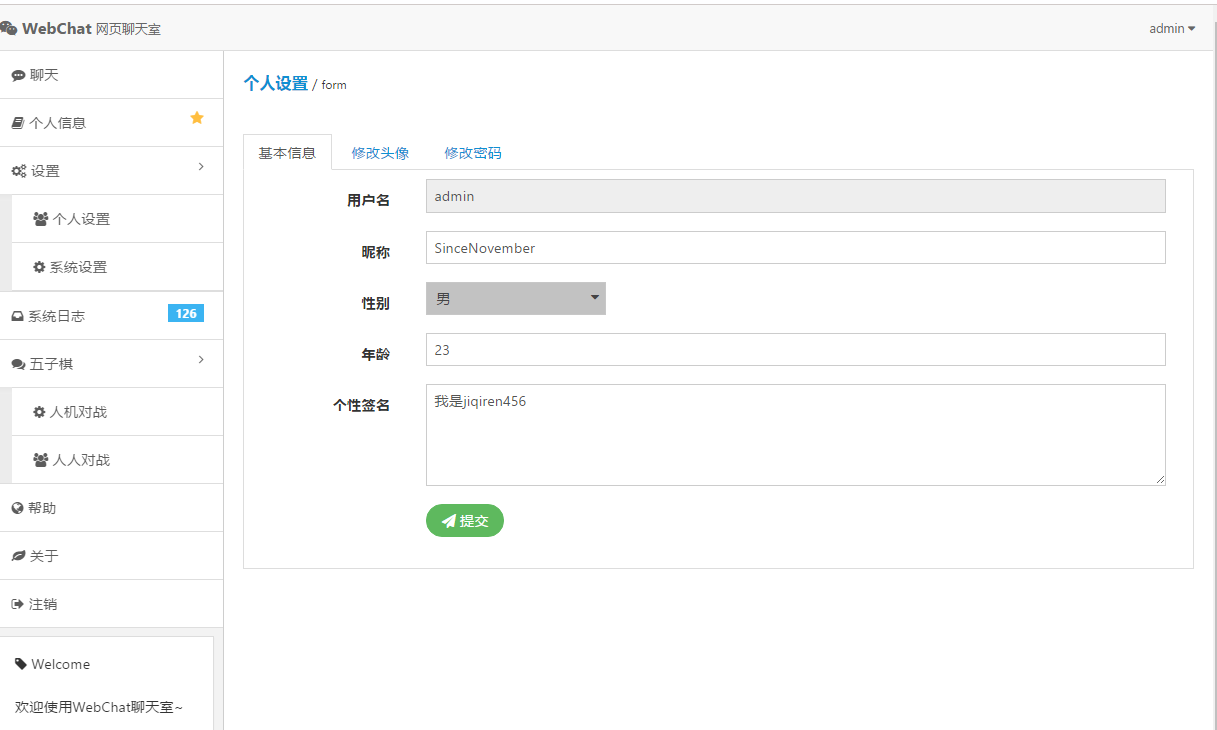 WebChat 网页聊天室
admin
聊天
个人信息
设置
个人设置
系统设置
系统日志 126
五子棋
人机对战
人人对战
帮助
关于
注销
Welcome
欢迎使用WebChat聊天室~
个人设置 / form
基本信息 修改头像 修改密码
用户名 admin
昵称 SinceNovember
性别 男
年龄 23
个性签名 我是jiqiren456
提交